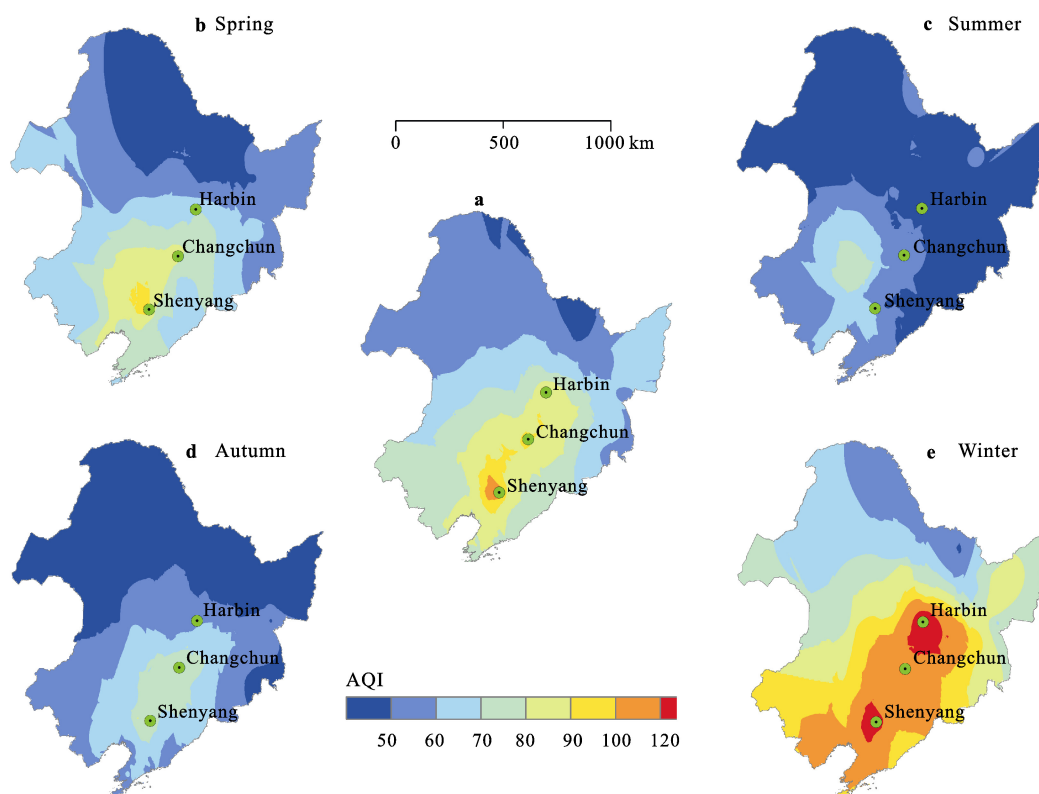 b Spring
c Summer
0 500 1000 km
Harbin
Changchun
Shenyang
a
Harbin
Changchun
Shenyang
Harbin
Changchun
Shenyang
d Autumn
e Winter
Harbin
Changchun
Shenyang
Harbin
Changchun
Shenyang
AQI
50 60 70 80 90 100 120